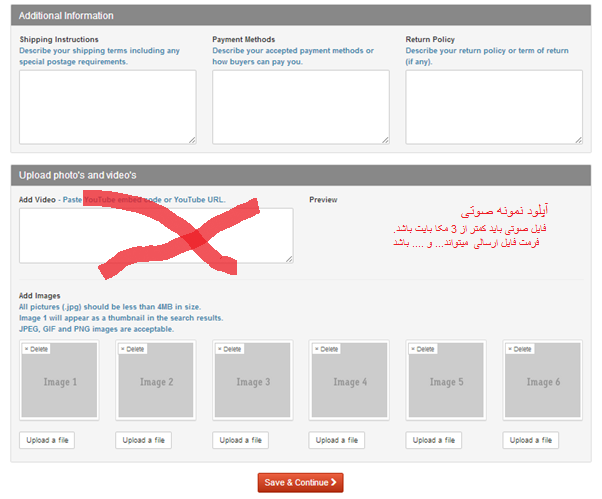 Additional Information
Shipping Instructions
Describe your shipping terms including any
special postage requirements.
Payment Methods
Describe your accepted payment methods or
how buyers can pay you.
Return Policy
Describe your return policy or term of return
(if any).
Upload photo's and video's
Add Video - Paste YouTube embed code or YouTube URL.
Preview
آپلود نمونه صوتی
فایل صوتی باید کمتر از 3 مگا بایت باشد.
فرمت فایل ارسالی میتواند... و .... باشد
Add Images
All pictures (.jpg) should be less than 4MB in size.
Image 1 will appear as a thumbnail in the search results.
JPEG, GIF and PNG images are acceptable.
× Delete × Delete × Delete × Delete × Delete × Delete
Image 1 Image 2 Image 3 Image 4 Image 5 Image 6
Upload a file Upload a file Upload a file Upload a file Upload a file Upload a file
Save & Continue